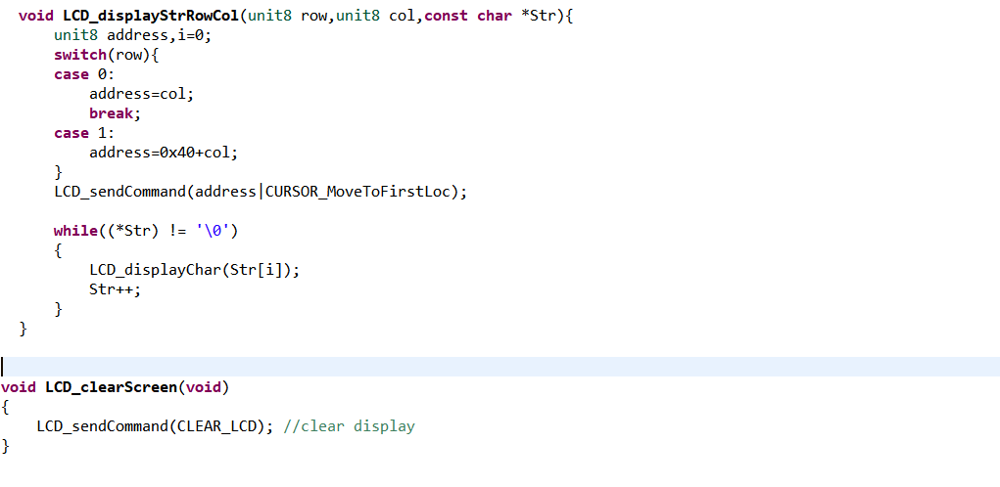 void LCD_displayStrRowCol(unit8 row,unit8 col,const char *Str){
unit8 address,i=0;
switch(row){
case 0:
address=col;
break;
case 1:
address=0x40+col;
}
LCD_sendCommand(address|CURSOR_MoveToFirstLoc);
while((*Str) != '\0')
{
LCD_displayChar(Str[i]);
Str++;
}
}
void LCD_clearScreen(void)
{
LCD_sendCommand(CLEAR_LCD); //clear display
}